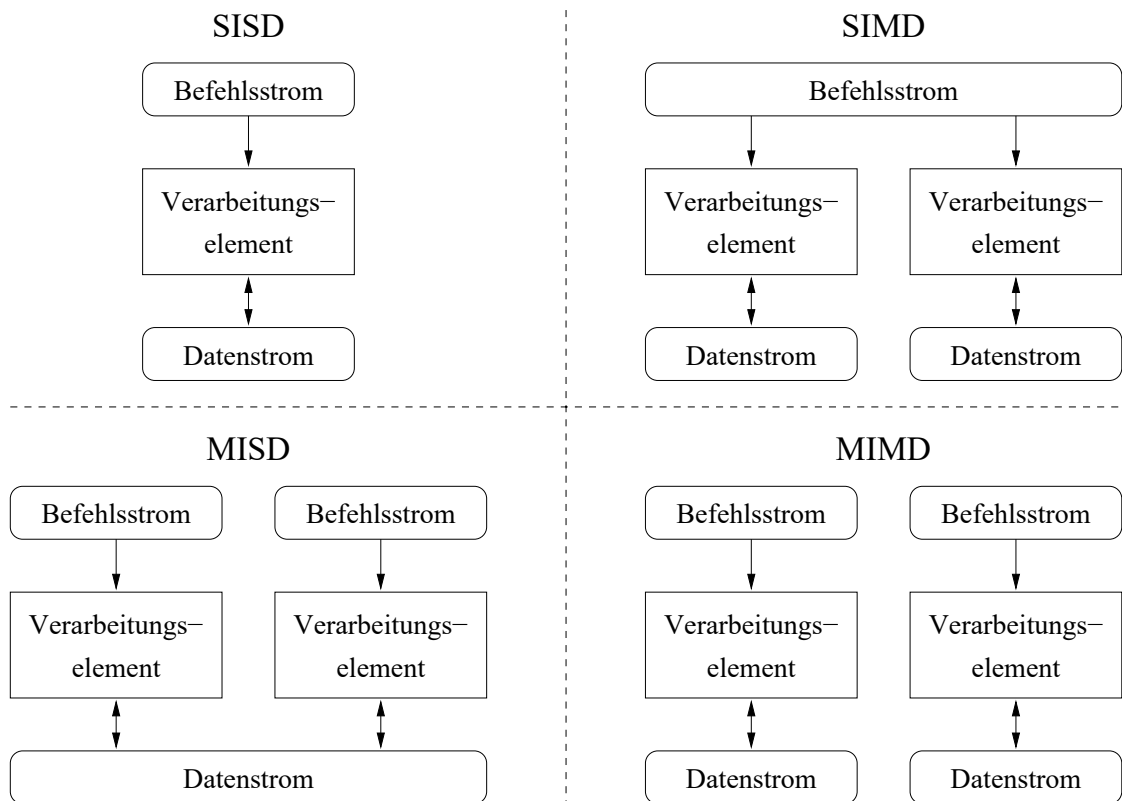 SISD
Befehlsstrom
Verarbeitungs−
element
Datenstrom
SIMD
Befehlsstrom
Verarbeitungs−
element
Verarbeitungs−
element
Datenstrom
Datenstrom
MISD
Befehlsstrom
Befehlsstrom
Verarbeitungs−
element
Verarbeitungs−
element
Datenstrom
MIMD
Befehlsstrom
Befehlsstrom
Verarbeitungs−
element
Verarbeitungs−
element
Datenstrom
Datenstrom